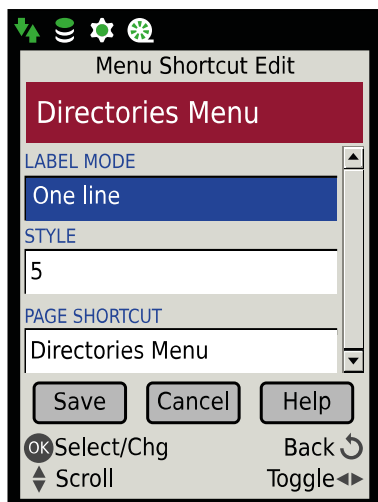 Menu Shortcut Edit
Directories Menu
LABEL MODE
One line
STYLE
5
PAGE SHORTCUT
Directories Menu
Save Cancel Help
OK Select/Chg Back
Scroll Toggle